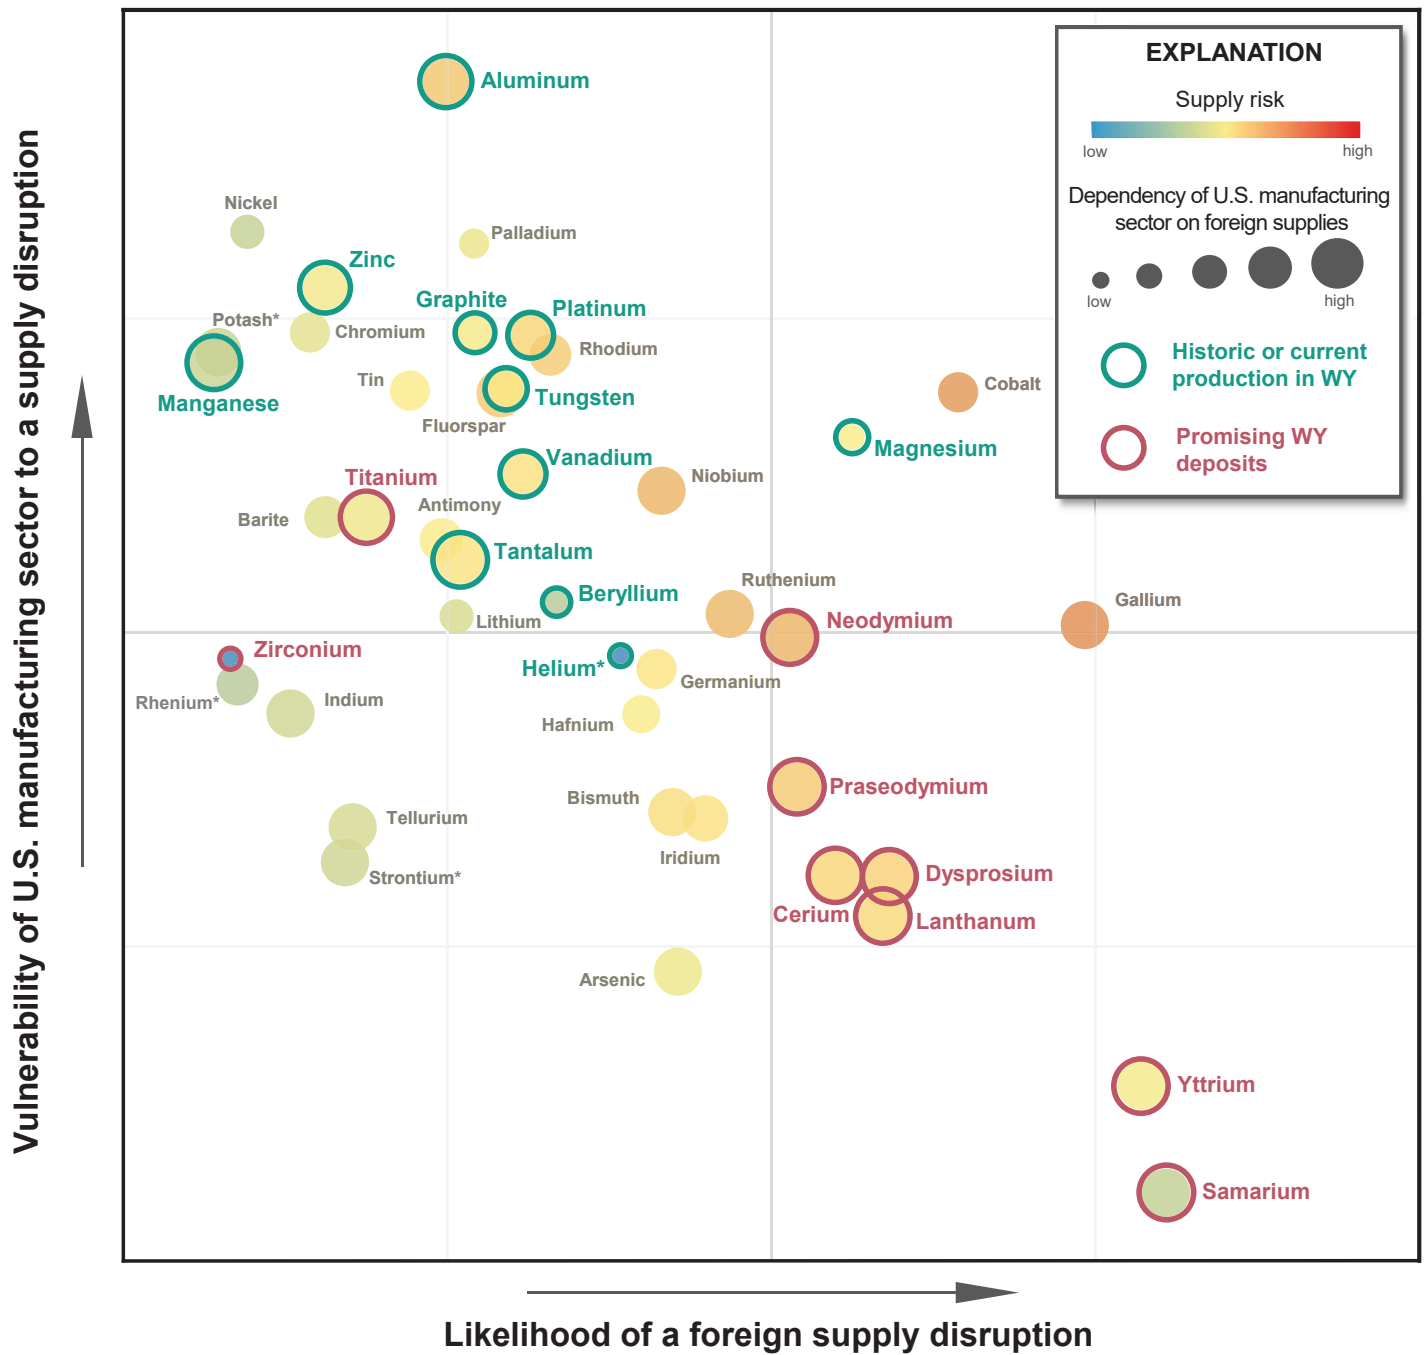 Vulnerability of U.S. manufacturing sector to a supply disruption
EXPLANATION
Supply risk
low
high
Dependency of U.S. manufacturing
sector on foreign supplies
low
high
Historic or current
production in WY
Promising WY
deposits
Aluminum
Nickel
Palladium
Zinc
Graphite
Platinum
Potash*
Chromium
Rhodium
Tin
Cobalt
Manganese
Tungsten
Fluorspar
Magnesium
Vanadium
Titanium
Niobium
Antimony
Barite
Tantalum
Ruthenium
Beryllium
Gallium
Lithium
Neodymium
Zirconium
Helium*
Germanium
Rhenium*
Indium
Hafnium
Praseodymium
Bismuth
Tellurium
Iridium
Strontium*
Dysprosium
Cerium
Lanthanum
Arsenic
Yttrium
Samarium
Likelihood of a foreign supply disruption